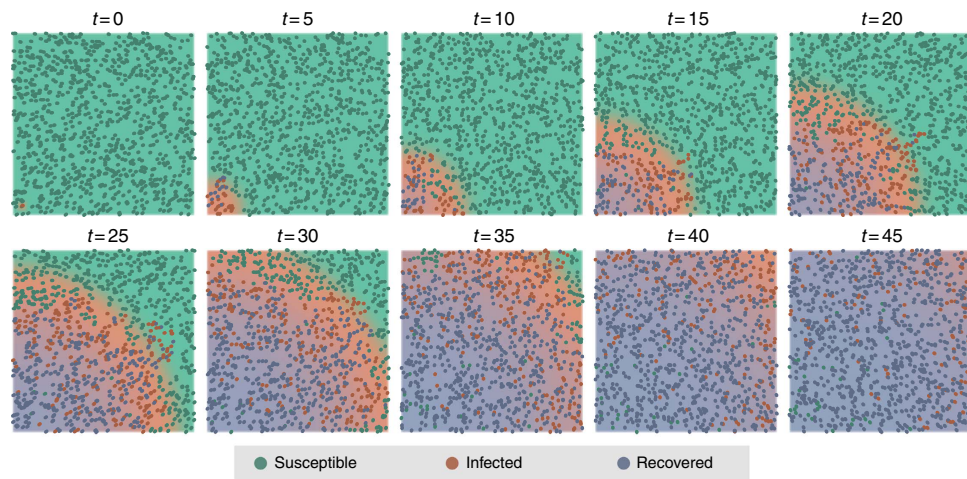 t=0 t=5 t=10 t=15 t=20
t=25 t=30 t=35 t=40 t=45
Susceptible Infected Recovered